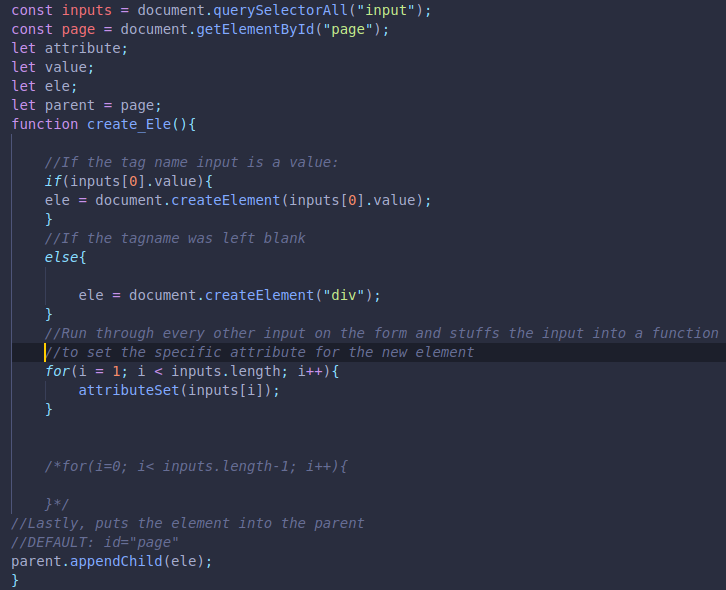 const inputs = document.querySelectorAll("input");
const page = document.getElementById("page");
let attribute;
let value;
let ele;
let parent = page;
function create_Ele(){
//If the tag name input is a value:
if(inputs[0].value){
ele = document.createElement(inputs[0].value);
}
//If the tagname was left blank
else{
ele = document.createElement("div");
}
//Run through every other input on the form and stuffs the input into a function
//to set the specific attribute for the new element
for(i = 1; i < inputs.length; i++){
attributeSet(inputs[i]);
}
/*for(i=0; i< inputs.length-1; i++){
}*/
//Lastly, puts the element into the parent
//DEFAULT: id="page"
parent.appendChild(ele);
}